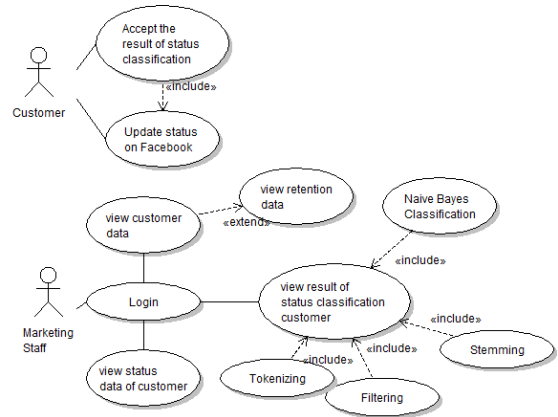 Accept the
result of status
classification
«include»
Customer
Update status
on Facebook
view retention
data
Naive Bayes
Classification
view customer
data
«extend»
«include»
view result of
status classification
customer
Login
«include»
Marketing
Staff
Stemming
«include»
«include»
view status
data of customer
Tokenizing
Filtering